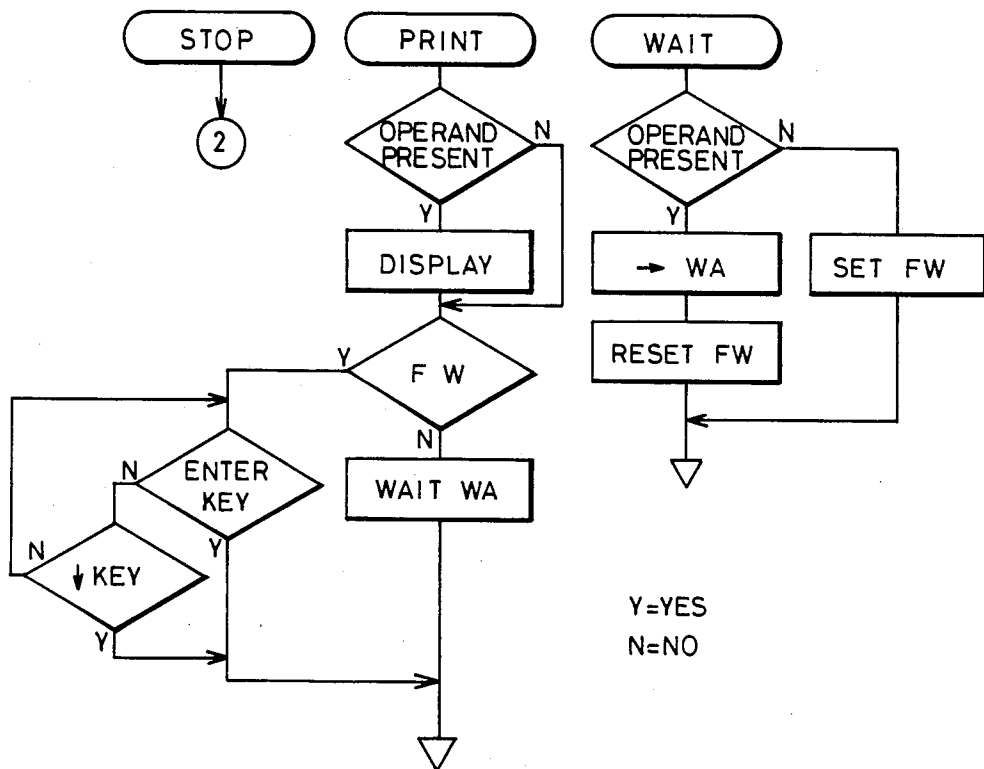 STOP
PRINT
WAIT
2
OPERAND
PRESENT
N
Y
DISPLAY
OPERAND
PRESENT
N
Y
→ WA
SET FW
RESET FW
F W
Y
N
WAIT WA
ENTER
KEY
N
Y
↓ KEY
N
Y
Y=YES
N=NO